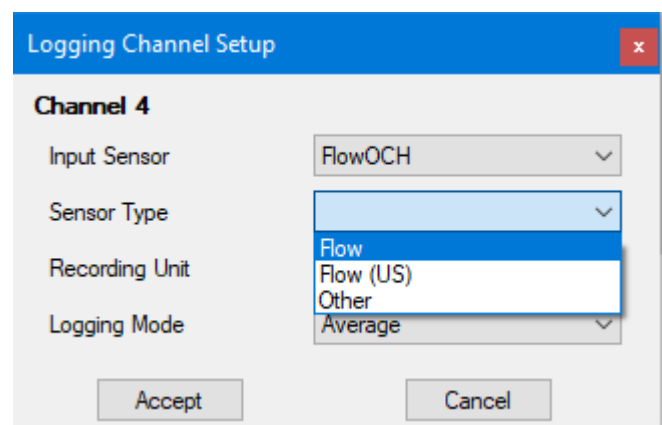 Logging Channel Setup
x
Channel 4
Input Sensor FlowOCH
Sensor Type
Flow
Recording Unit
Flow (US)
Other
Logging Mode Average
Accept Cancel